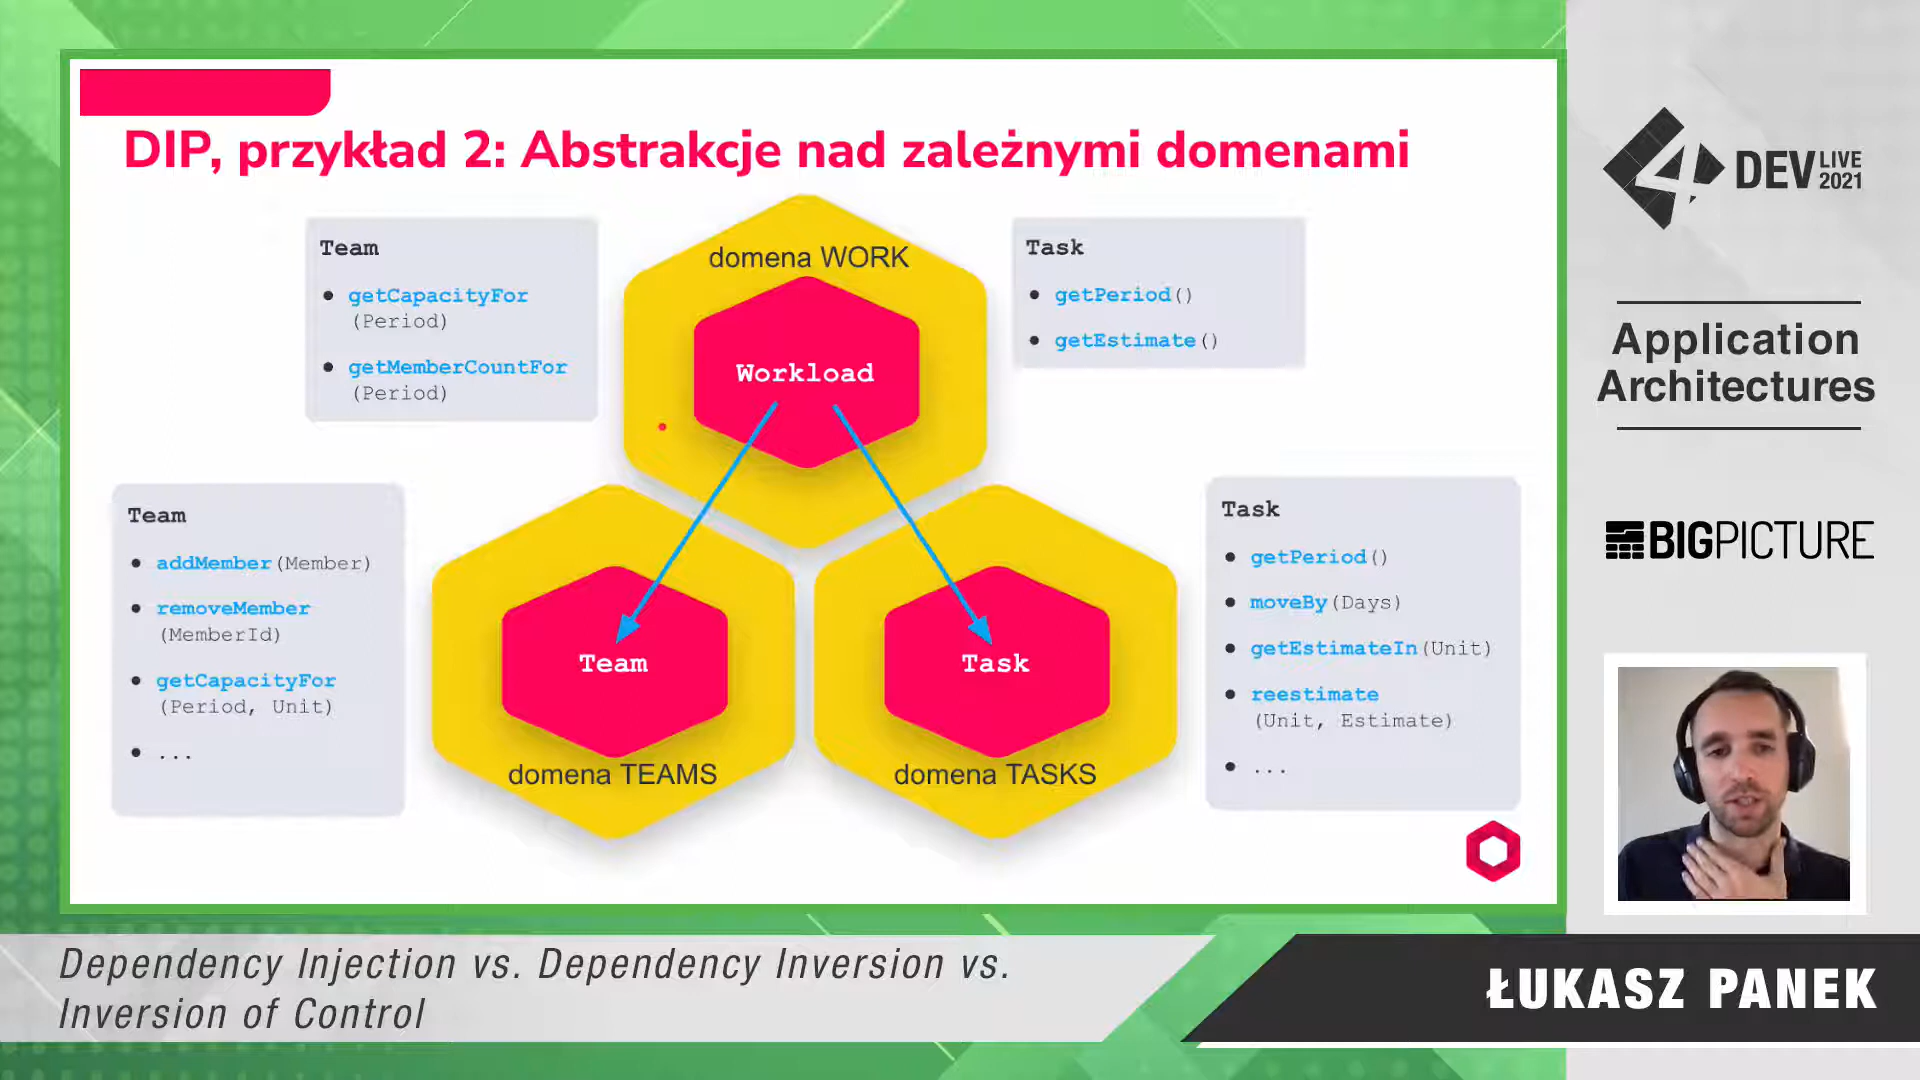 DIP, przykład 2: Abstrakcje nad zależnymi domenami
Team
getCapacityFor
(Period)
getMemberCountFor
(Period)
domena WORK
Workload
Task
getPeriod()
getEstimate()
Team
addMember(Member)
removeMember
(MemberId)
getCapacityFor
(Period, Unit)
...
Team
domena TEAMS
Task
domena TASKS
Task
getPeriod()
moveBy(Days)
getEstimateIn(Unit)
reestimate
(Unit, Estimate)
...
4DEV LIVE
2021
Application
Architectures
BIGPICTURE
Dependency Injection vs. Dependency Inversion vs.
Inversion of Control
ŁUKASZ PANEK